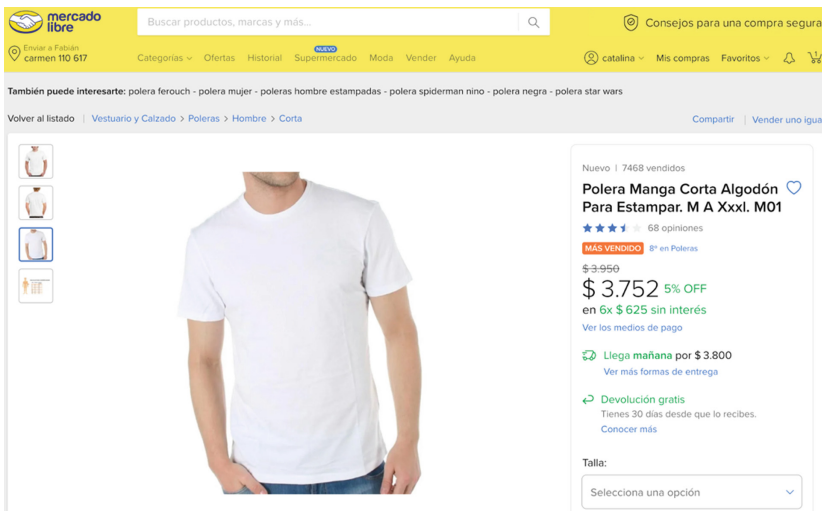 mercado
libre
Buscar productos, marcas y más...
Consejos para una compra segura
Enviar a Fabián
carmen 110 617
NUEVO
Categorías Ofertas Historial Supermercado Moda Vender Ayuda
catalina Mis compras Favoritos 1
También puede interesarte: polera ferouch - polera mujer - poleras hombre estampadas - polera spiderman nino - polera negra - polera star wars
Volver al listado | Vestuario y Calzado > Poleras > Hombre > Corta
Compartir | Vender uno igua
Nuevo | 7468 vendidos
Polera Manga Corta Algodón
Para Estampar. M A Xxxl. M01
68 opiniones
MÁS VENDIDO 8º en Poleras
$ 3.950
$ 3.752 5% OFF
en 6x $ 625 sin interés
Ver los medios de pago
Llega mañana por $ 3.800
Ver más formas de entrega
Devolución gratis
Tienes 30 días desde que lo recibes.
Conocer más
Talla:
Selecciona una opción